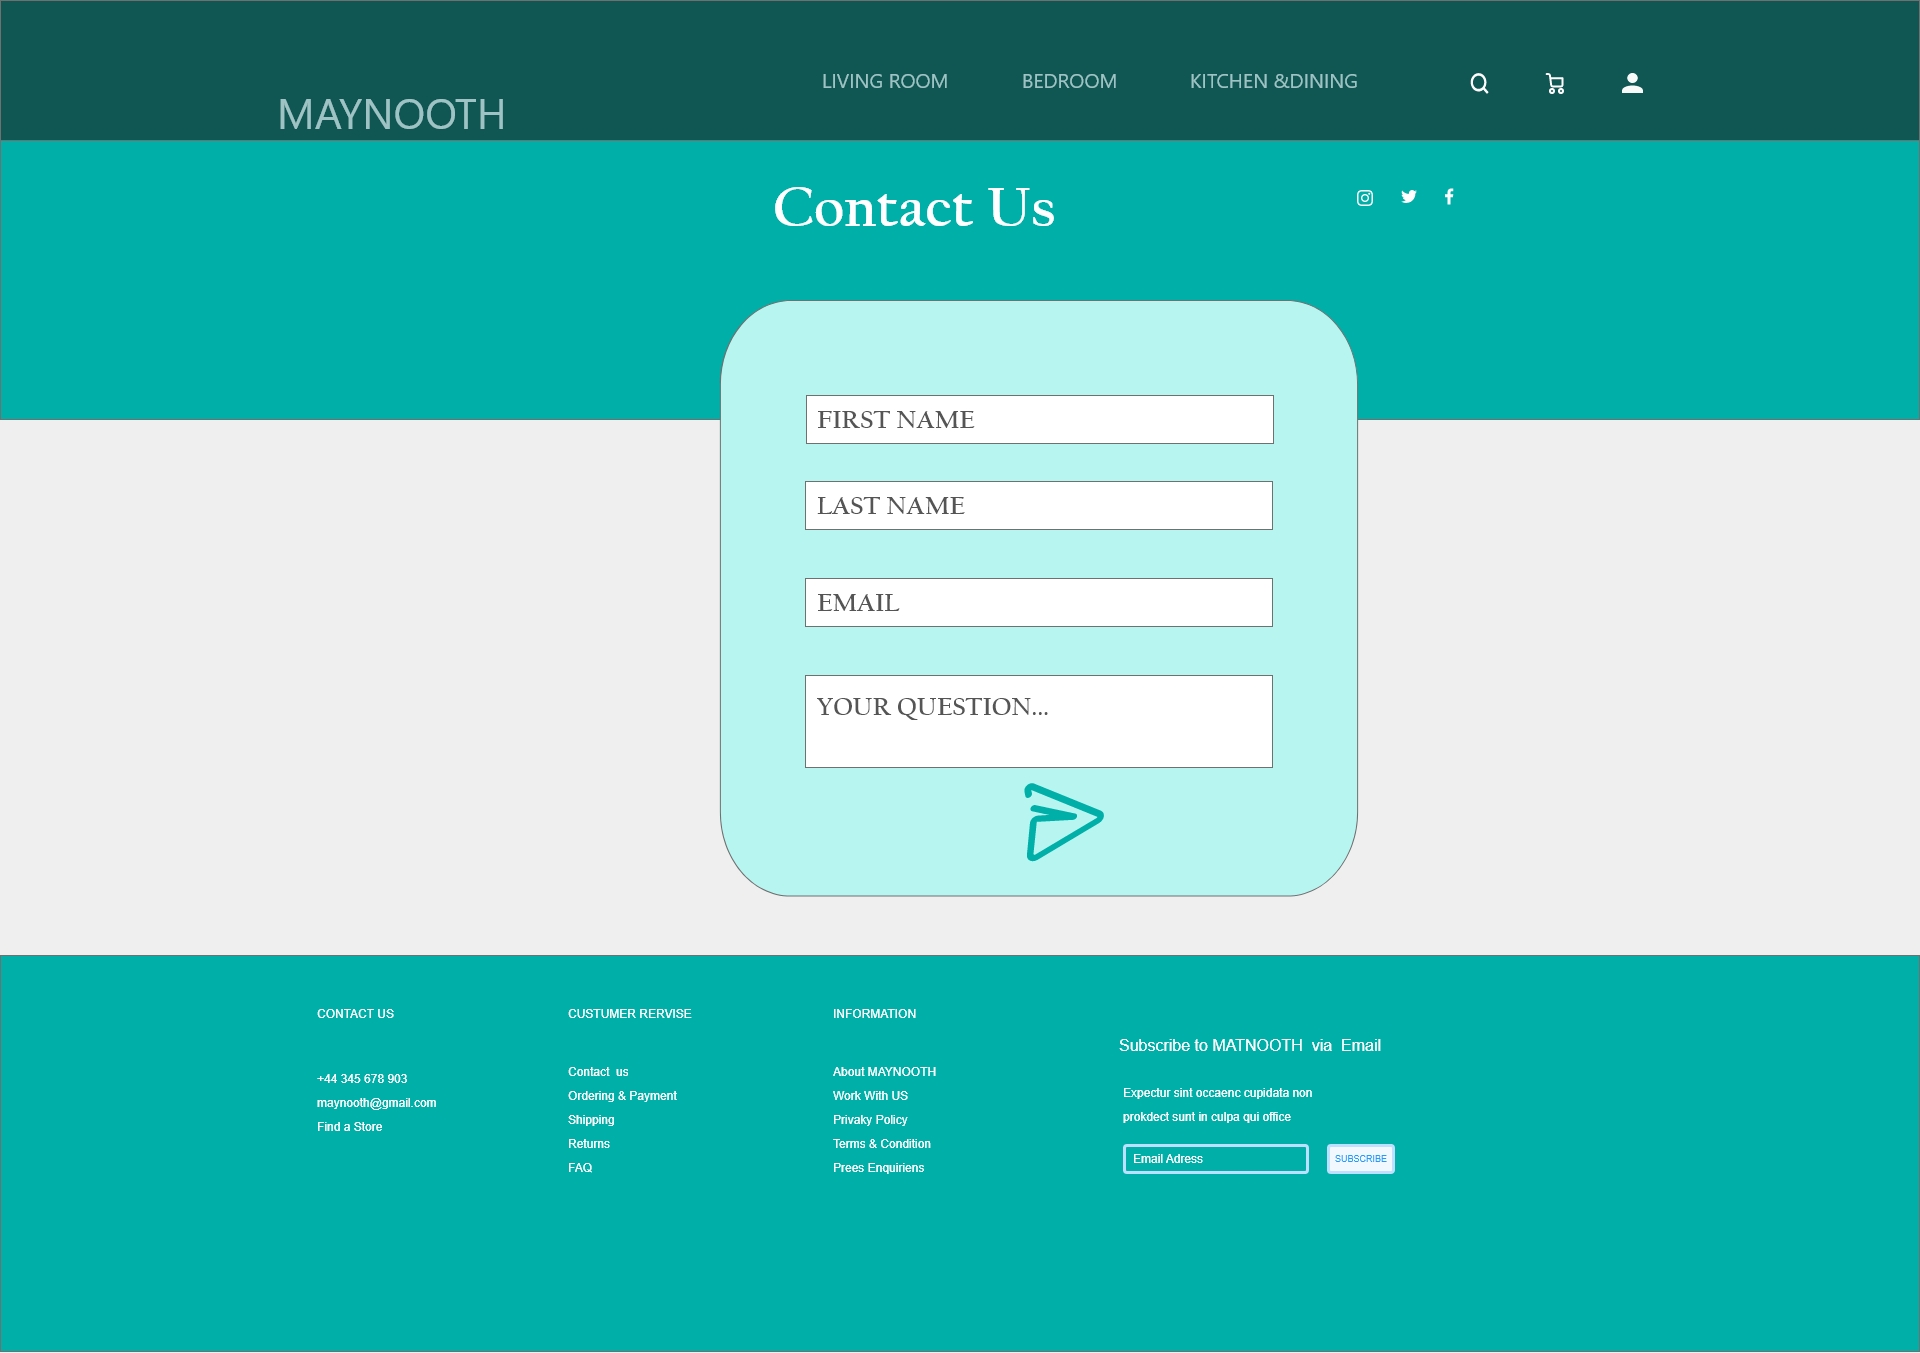 MAYNOOTH
LIVING ROOM
BEDROOM
KITCHEN &DINING
Contact Us
FIRST NAME
LAST NAME
EMAIL
YOUR QUESTION...
CONTACT US
+44 345 678 903
maynooth@gmail.com
Find a Store
CUSTUMER RERVISE
Contact us
Ordering & Payment
Shipping
Returns
FAQ
INFORMATION
About MAYNOOTH
Work With US
Privaky Policy
Terms & Condition
Prees Enquiriens
Subscribe to MATNOOTH via Email
Expectur sint occaenc cupidata non
prokdect sunt in culpa qui office
Email Adress
SUBSCRIBE